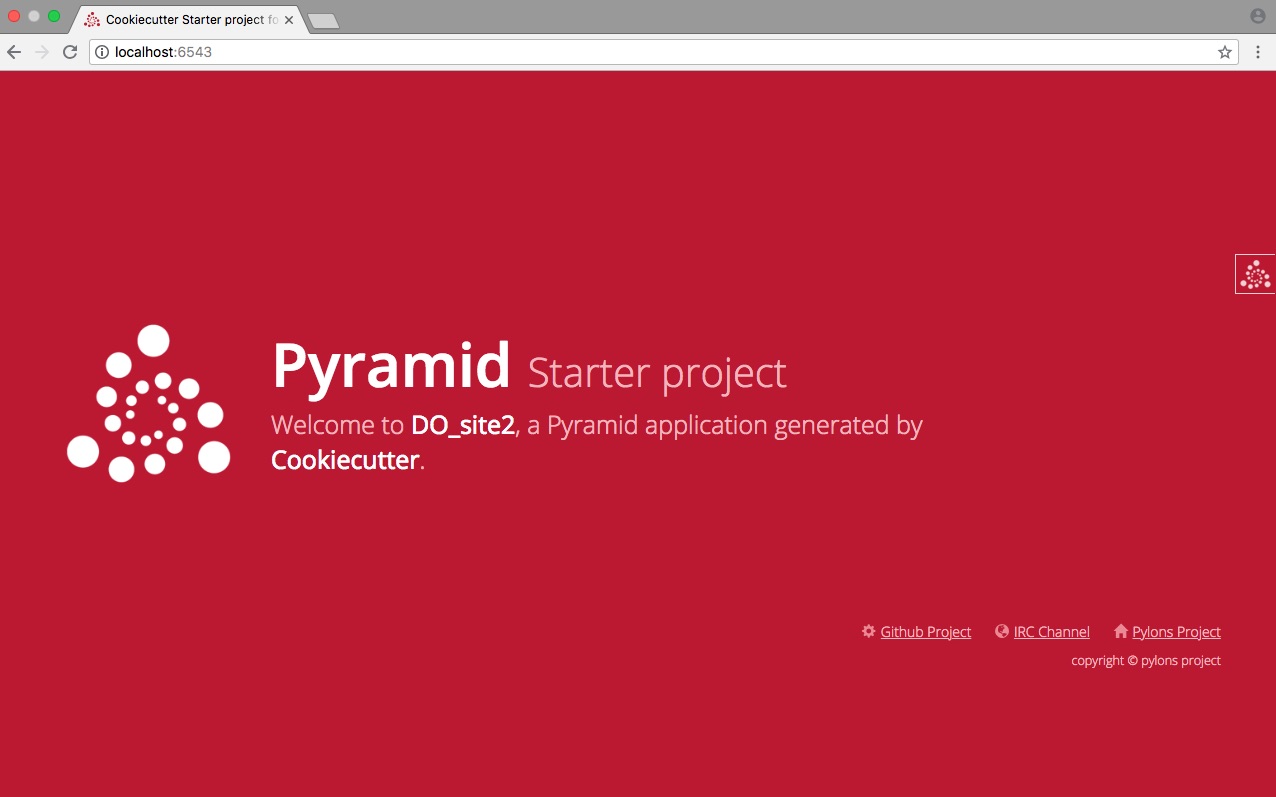 Cookiecutter Starter project fo
localhost:6543
Pyramid Starter project
Welcome to DO_site2, a Pyramid application generated by
Cookiecutter.
Github Project IRC Channel Pylons Project
copyright © pylons project